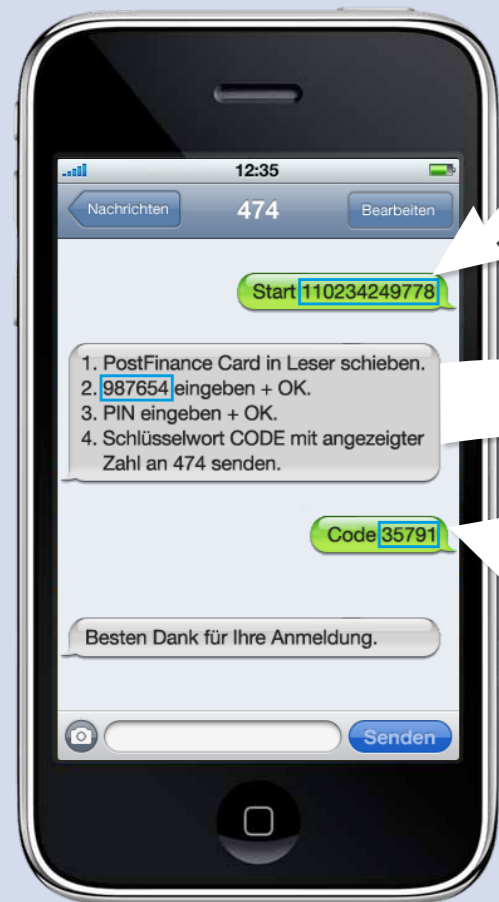 12:35
Nachrichten 474 Bearbeiten
Start 110234249778
1. PostFinance Card in Leser schieben.
2. 987654 eingeben + OK.
3. PIN eingeben + OK.
4. Schlüsselwort CODE mit angezeigter
Zahl an 474 senden.
Code 35791
Besten Dank für Ihre Anmeldung.
Senden